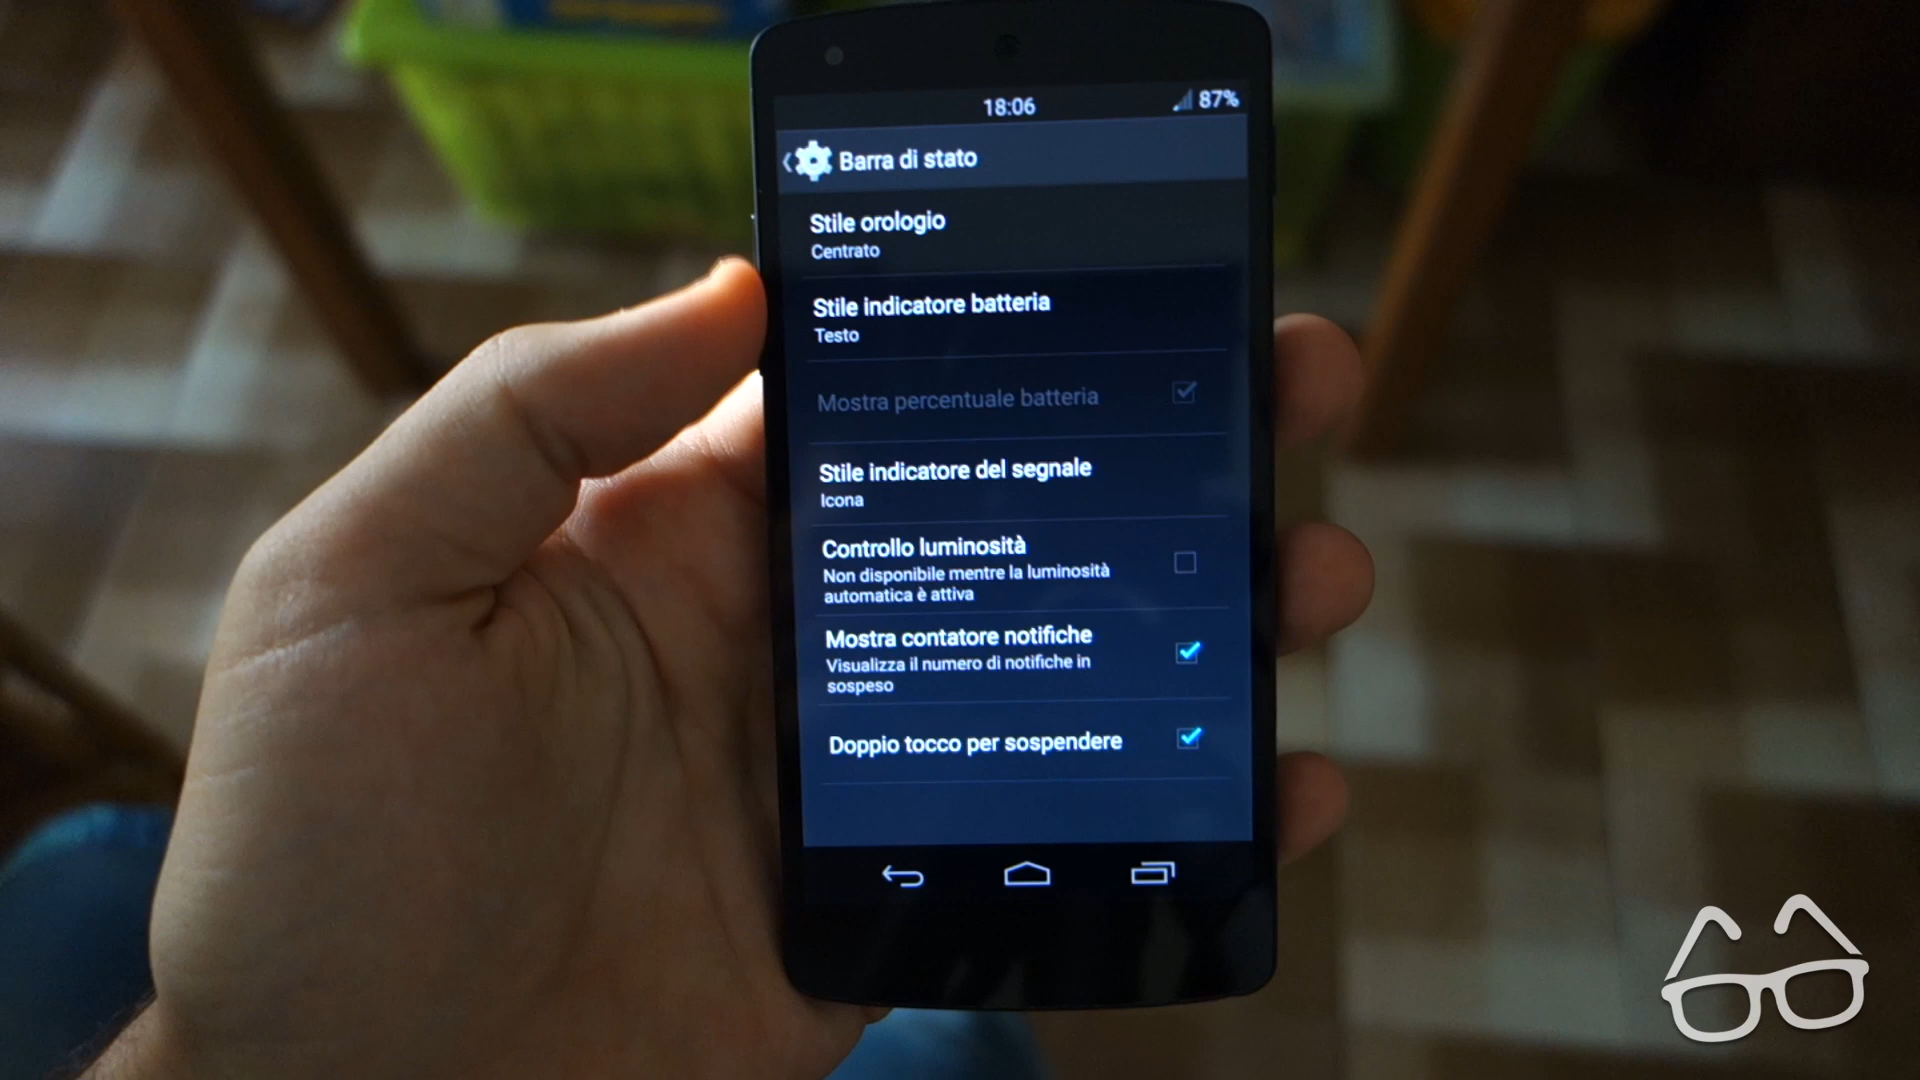 18:06
87%
Barra di stato
Stile orologio
Centrato
Stile indicatore batteria
Testo
Mostra percentuale batteria
Stile indicatore del segnale
Icona
Controllo luminosità
Non disponibile mentre la luminosità
automatica è attiva
Mostra contatore notifiche
Visualizza il numero di notifiche in
sospeso
Doppio tocco per sospendere